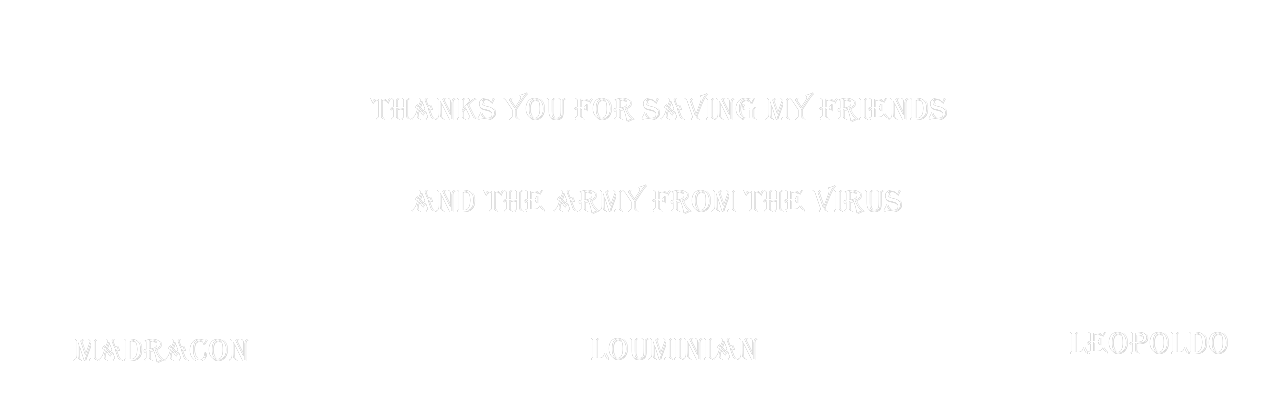 THANKS YOU FOR SAVING MY FRIENDS
AND THE ARMY FROM THE VIRUS
MADRACON LOUMINIAN LEOPOLDO